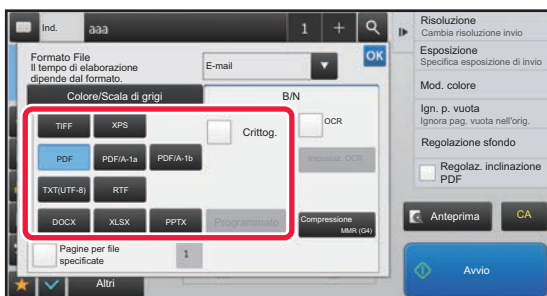 Ind.
aaa
1
Formato File
Il tempo di elaborazione
dipende dal formato.
E-mail
OK
Colore/Scala di grigi
B/N
TIFF
XPS
Crittog.
OCR
PDF
PDF/A-1a
PDF/A-1b
Impostaz. OCR
TXT(UTF-8)
RTF
DOCX
XLSX
PPTX
Programmato
Compressione
MMR (G4)
Pagine per file
specificate
1
Altri
Risoluzione
Cambia risoluzione invio
Esposizione
Specifica esposizione di invio
Mod. colore
Ign. p. vuota
Ignora pag. vuota nell'orig.
Regolazione sfondo
Regolaz. inclinazione
PDF
Anteprima
CA
Avvio